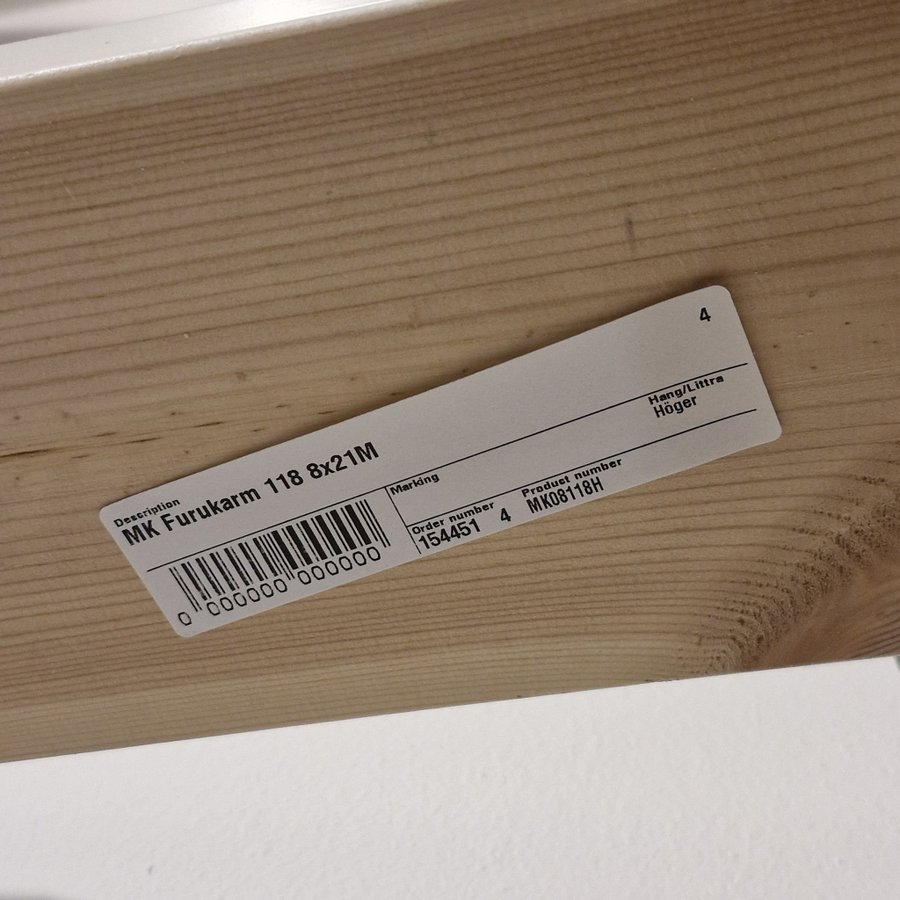 4
Description
MK Furukarm 118 8x21M
Hang/Littra
Höger
Marking
Order number
154451 4
Product number
MK08118H
0 000000 000000